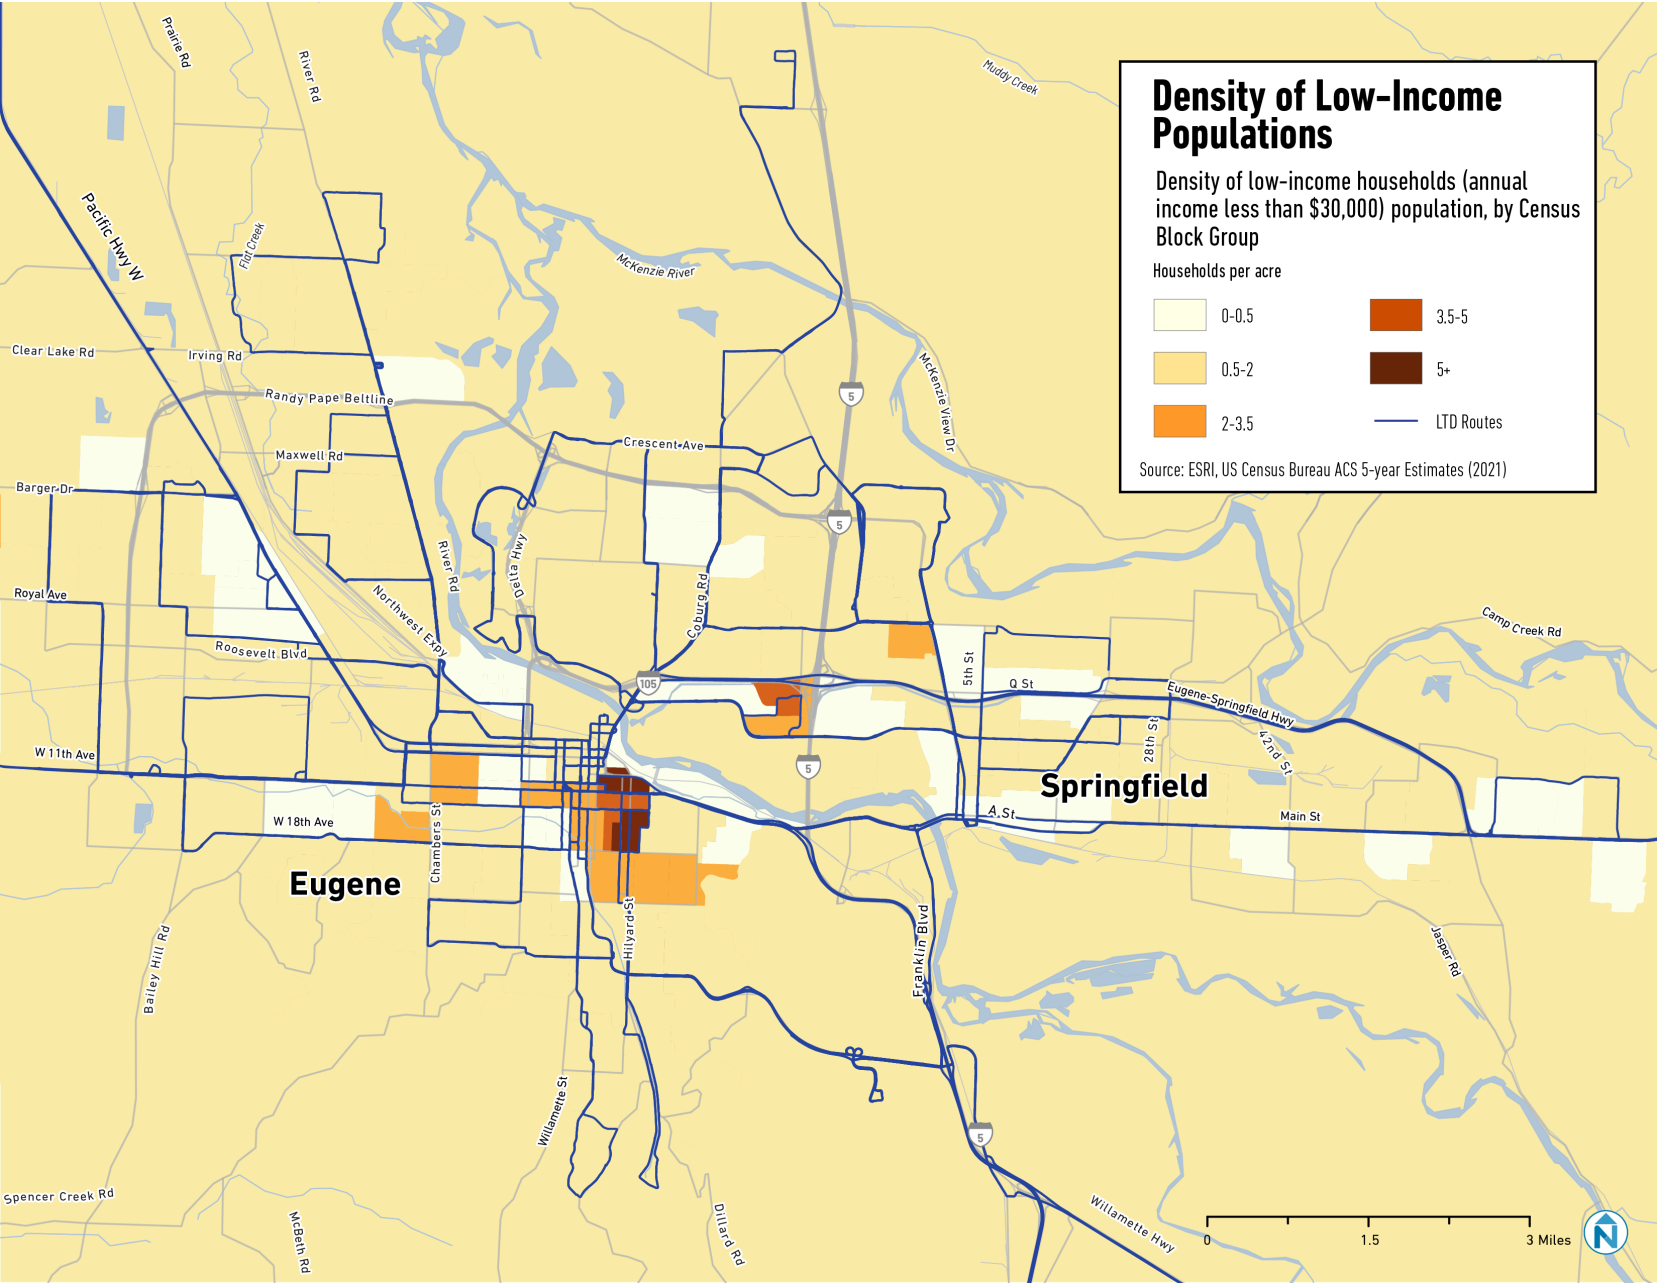 Density of Low-Income
Populations
Density of low-income households (annual
income less than $30,000) population, by Census
Block Group
Households per acre
0-0.5
3.5-5
0.5-2
5+
2-3.5
LTD Routes
Source: ESRI, US Census Bureau ACS 5-year Estimates (2021)
Prairie Rd
River Rd
Muddy Creek
Pacific Hwy W
Flat Creek
McKenzie River
Clear Lake Rd
Irving Rd
Randy Pape Beltline
McKenzie View Dr
5
Crescent Ave
Maxwell Rd
Barger Dr
5
River Rd
Delta Hwy
Royal Ave
Northwest Expy
Coburg Rd
Camp Creek Rd
Roosevelt Blvd
105
5th St
Q St
Eugene-Springfield Hwy
28th St
42nd St
W 11th Ave
5
Springfield
A St
Main St
W 18th Ave
Chambers St
Eugene
Hilyard St
Franklin Blvd
Bailey Hill Rd
Jasper Rd
Willamette St
5
Spencer Creek Rd
McBeth Rd
Dillard Rd
Willamette Hwy
0
1.5
3 Miles
N